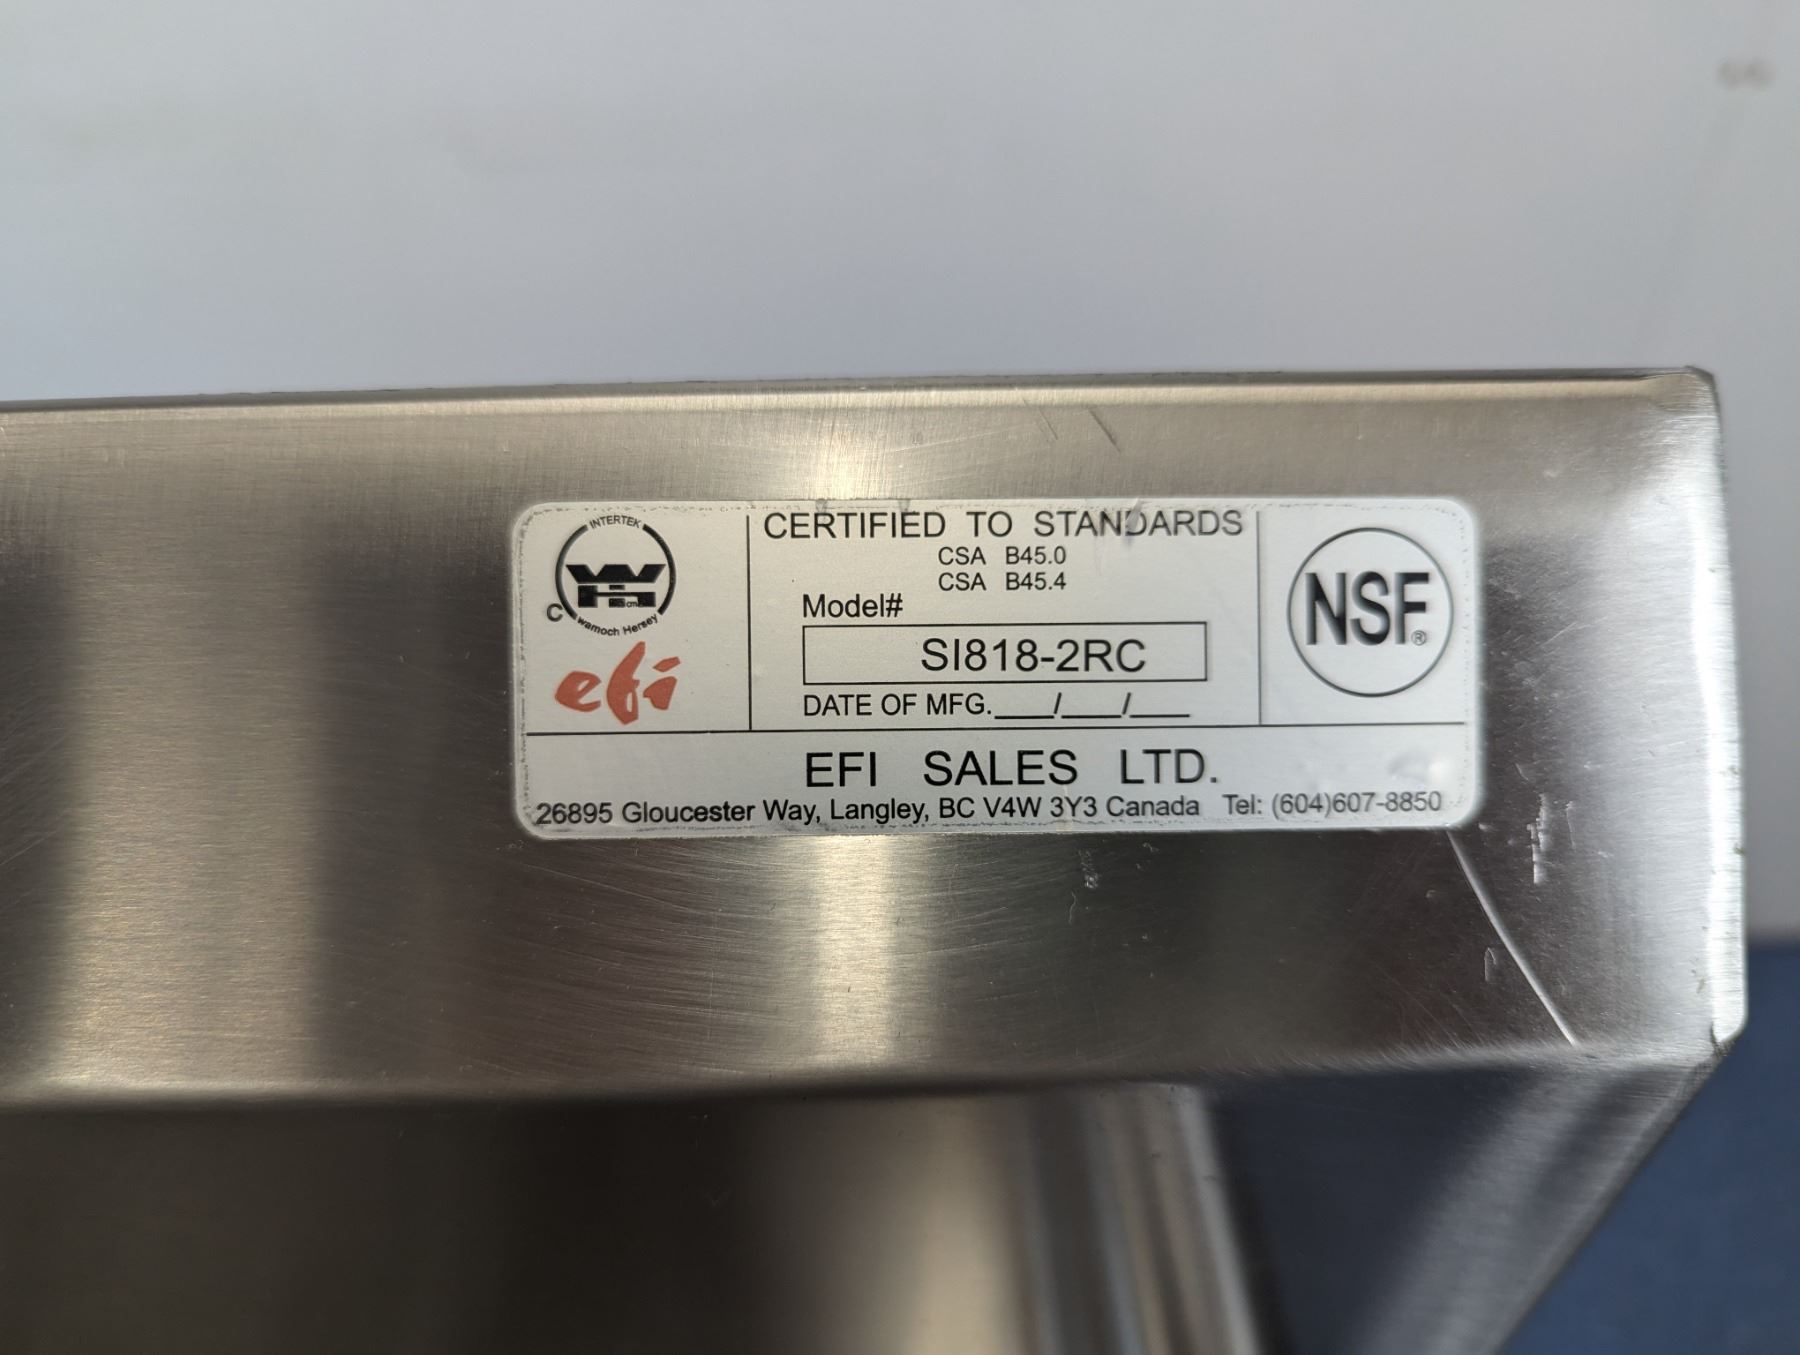 INTERTEK
C
Warnoch Hersey
efi
CERTIFIED TO STANDARDS
CSA B45.0
CSA B45.4
Model#
SI818-2RC
DATE OF MFG.___/___/___
NSF®
EFI SALES LTD.
26895 Gloucester Way, Langley, BC V4W 3Y3 Canada Tel: (604)607-8850